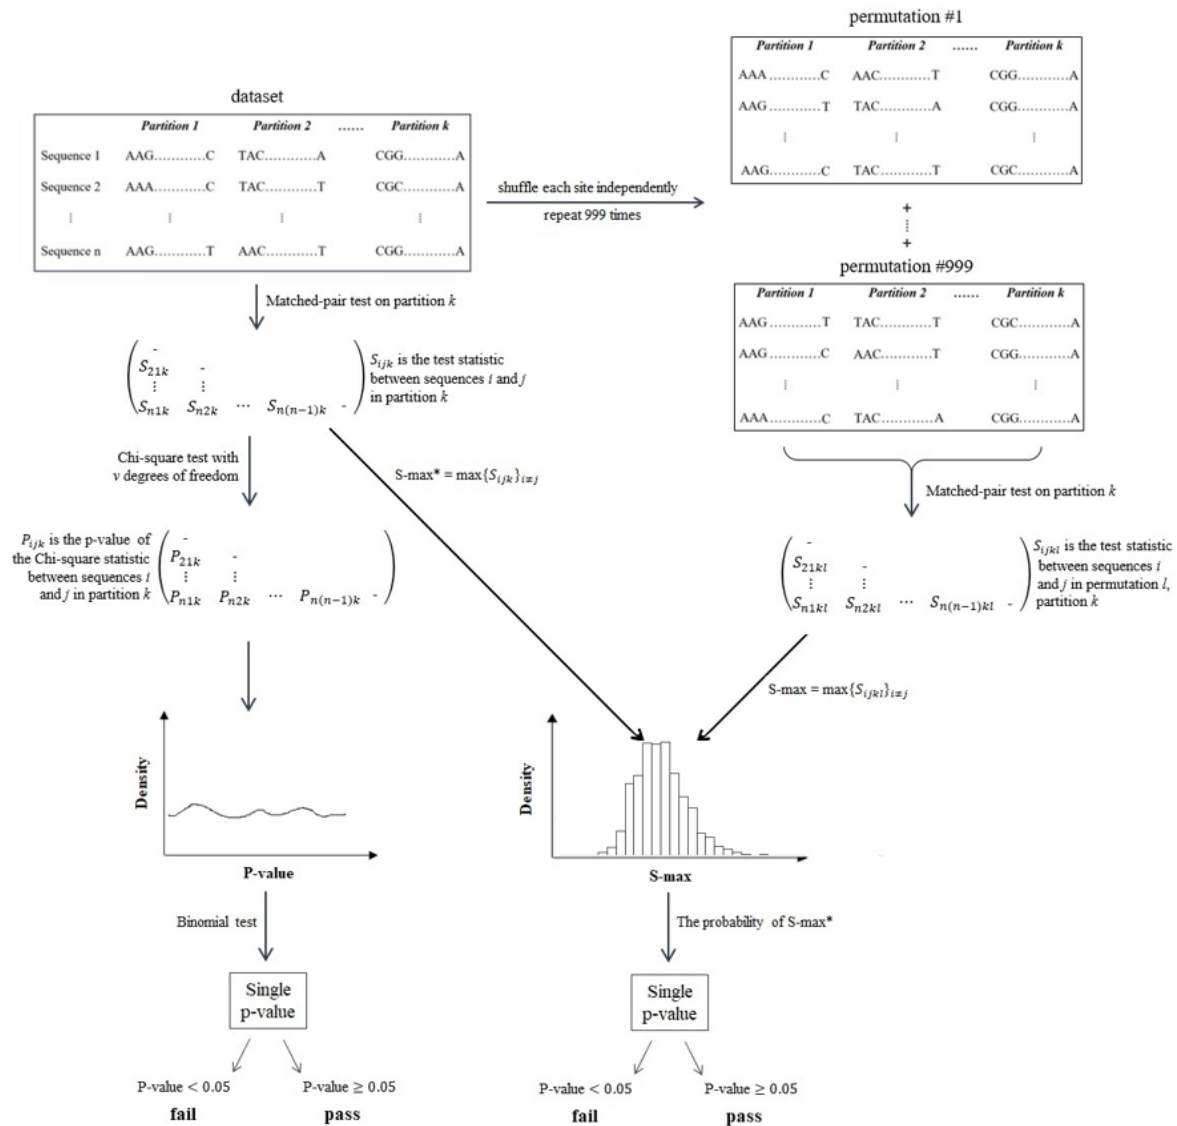 permutation #1
Partition 1 Partition 2 ...... Partition k
AAA............C AAC............T CGG............A
AAG............T TAC............A CGG............A
⁞ ⁞ ⁞
AAG............C TAC............T CGC............A
dataset
Partition 1 Partition 2 ...... Partition k
Sequence 1 AAG............C TAC............A CGG............A
Sequence 2 AAA............C TAC............T CGC............A
⁞ ⁞ ⁞ ⁞
Sequence n AAG............T AAC............T CGG............A
shuffle each site independently
repeat 999 times
+
⁞
+
permutation #999
Partition 1 Partition 2 ...... Partition k
AAG............T TAC............T CGC............A
AAG............C AAC............T CGG............A
⁞ ⁞ ⁞
AAA............C TAC............A CGG............A
Matched-pair test on partition k
-
S21k -
⁞ ⁞
Sn1k Sn2k ⋯ Sn(n−1)k -
Sijk is the test statistic
between sequences i and j
in partition k
Chi-square test with
v degrees of freedom
S-max* = max{Sijk}i≠j
Matched-pair test on partition k
Pijk is the p-value of
the Chi-square statistic
between sequences i
and j in partition k
-
P21k -
⁞ ⁞
Pn1k Pn2k ⋯ Pn(n−1)k -
-
S21kl -
⁞ ⁞
Sn1kl Sn2kl ⋯ Sn(n−1)kl -
Sijkl is the test statistic
between sequences i
and j in permutation l,
partition k
S-max = max{Sijkl}i≠j
Density
P-value
Density
S-max
Binomial test
The probability of S-max*
Single
p-value
Single
p-value
P-value < 0.05 P-value ≥ 0.05
fail pass
P-value < 0.05 P-value ≥ 0.05
fail pass